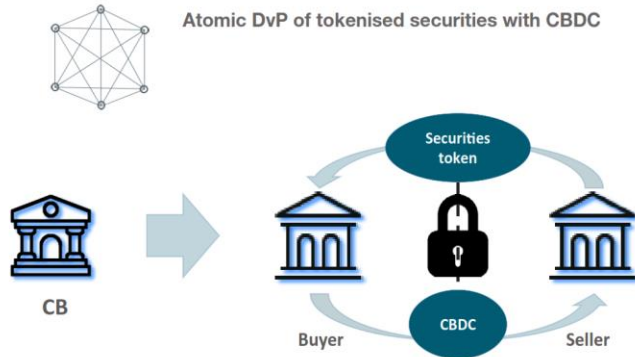 Atomic DvP of tokenised securities with CBDC
Securities
token
CB
Buyer
CBDC
Seller